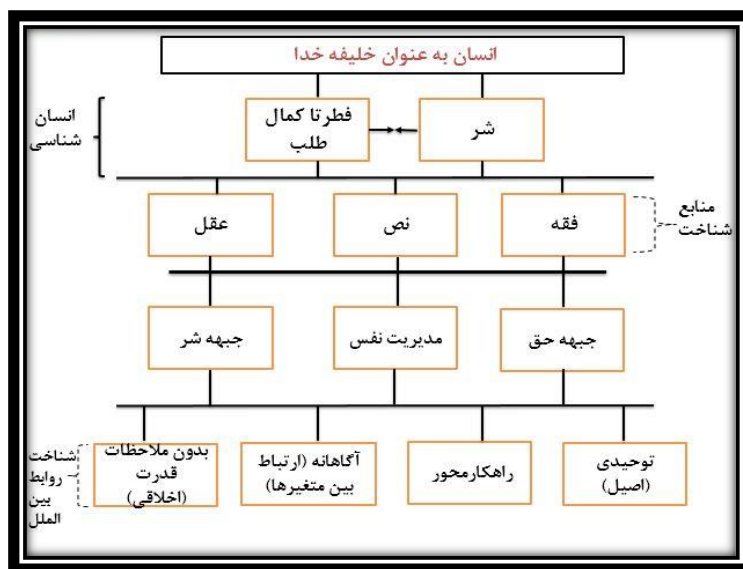 انسان به عنوان خلیفه خدا
انسان
شناسی
شر
فطرتا کمال
طلب
منابع
شناخت
فقه
نص
عقل
جبهه حق
مدیریت نفس
جبهه شر
توحیدی
(اصیل)
راهکارمحور
آگاهانه (ارتباط
بین متغیرها)
بدون ملاحظات
قدرت
(اخلاقی)
شناخت
روابط
بین
الملل